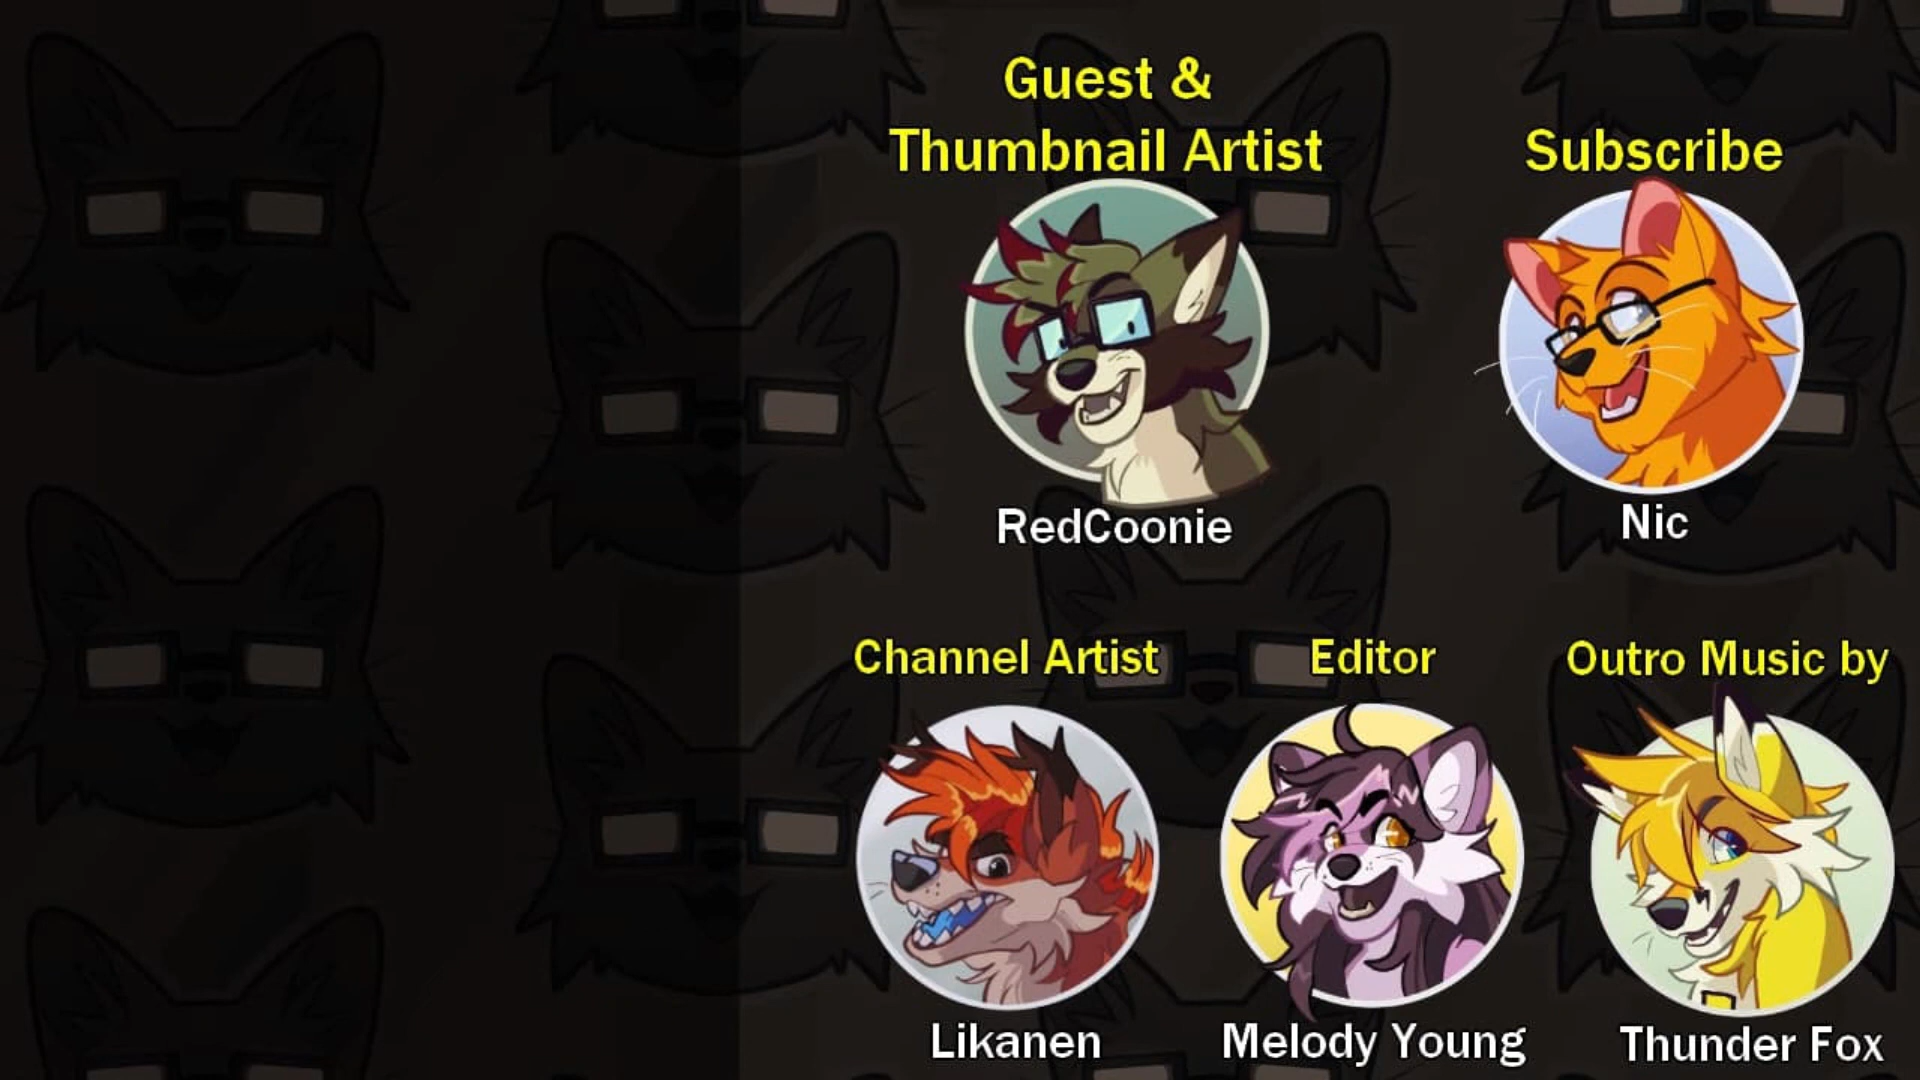 Guest &
Thumbnail Artist
Subscribe
RedCoonie
Nic
Channel Artist
Editor
Outro Music by
Likanen
Melody Young
Thunder Fox